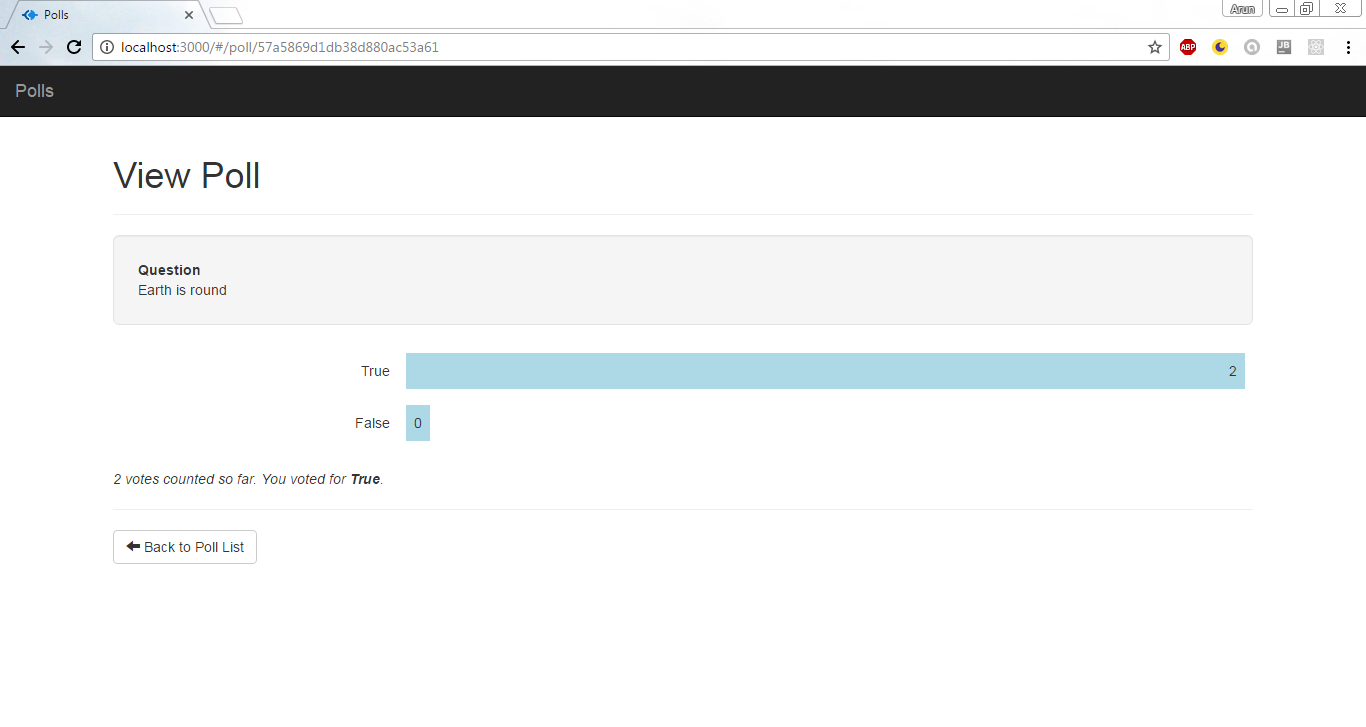 Polls
Arun
localhost:3000/#/poll/57a5869d1db38d880ac53a61
ABP
JB
Polls
View Poll
Question
Earth is round
True 2
False 0
2 votes counted so far. You voted for True.
Back to Poll List